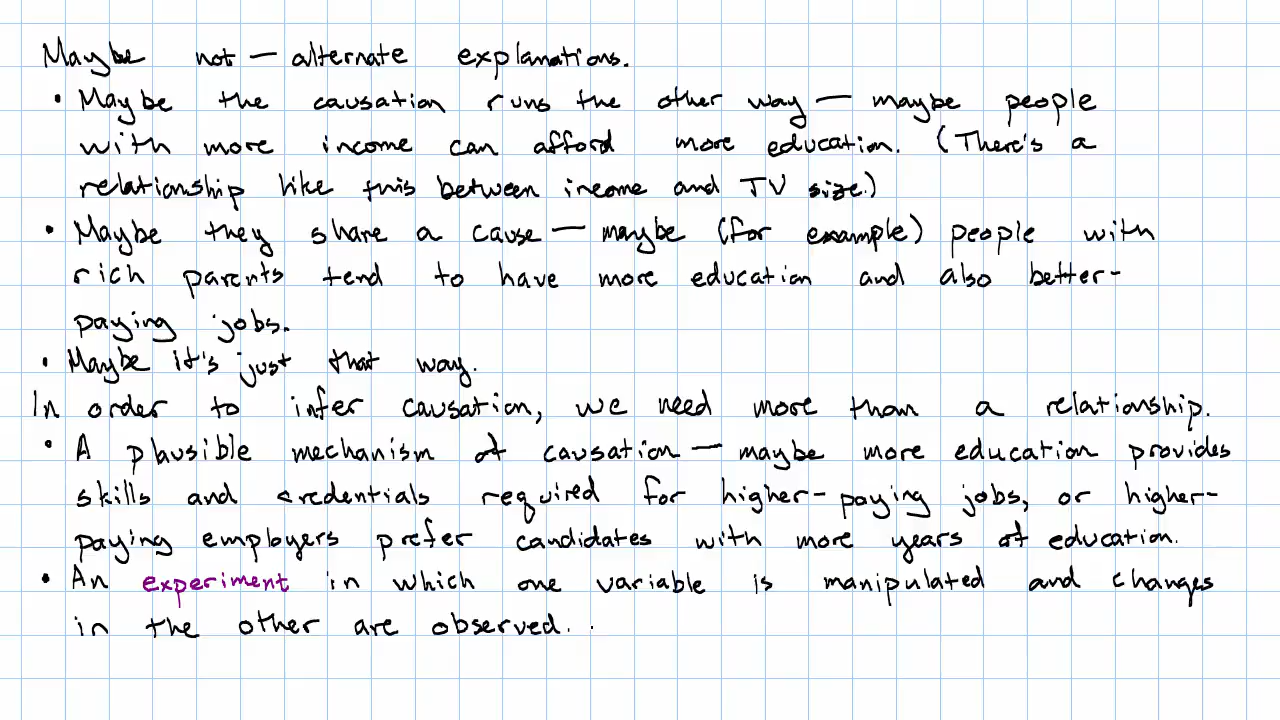 Maybe not — alternate explanations.
• Maybe the causation runs the other way — maybe people
with more income can afford more education. (There's a
relationship like this between income and TV size.)
• Maybe they share a cause — maybe (for example) people with
rich parents tend to have more education and also better-
paying jobs.
• Maybe it's just that way.
In order to infer causation, we need more than a relationship.
• A plausible mechanism of causation — maybe more education provides
skills and credentials required for higher-paying jobs, or higher-
paying employers prefer candidates with more years of education.
• An experiment in which one variable is manipulated and changes
in the other are observed.